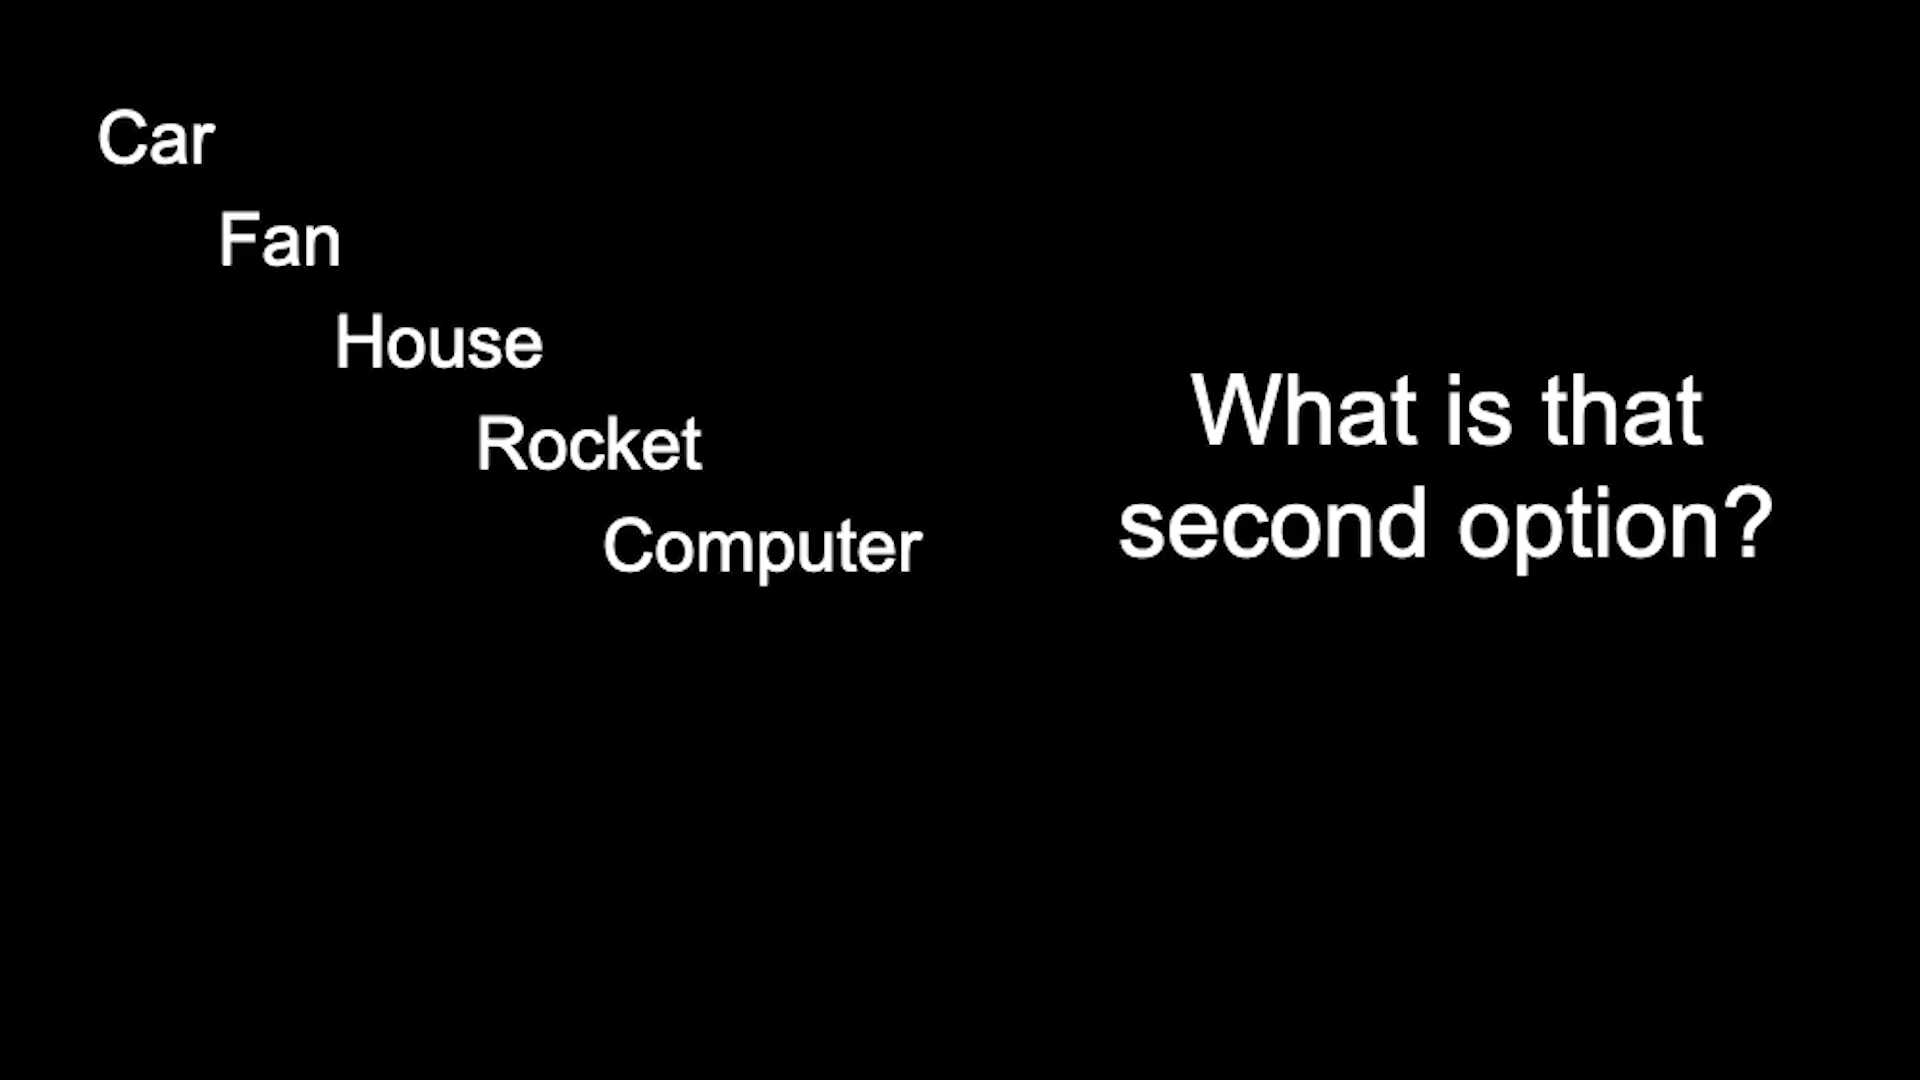 Car
Fan
House
Rocket
Computer
What is that
second option?